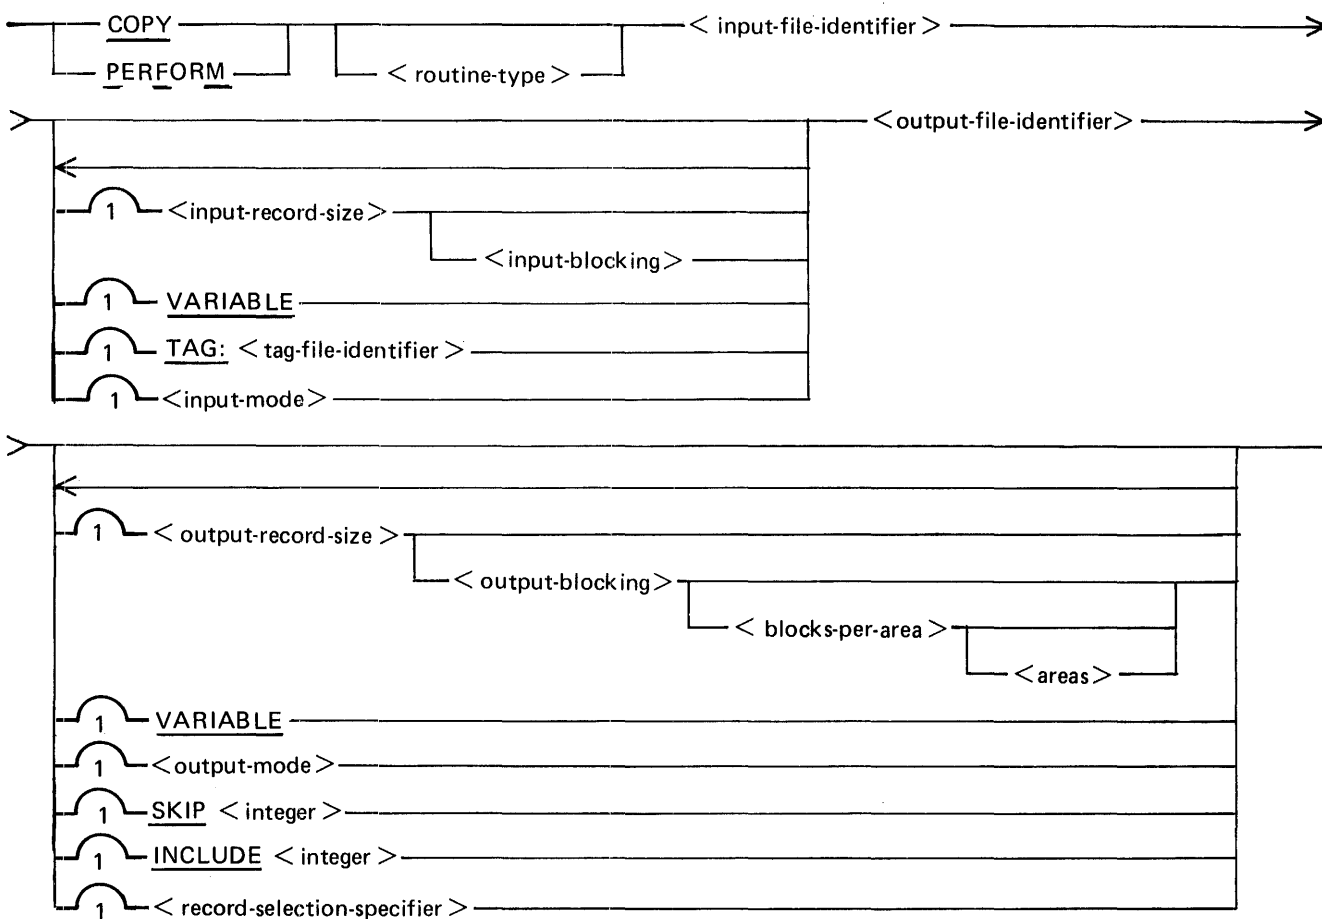 COPY
< input-file-identifier >
PERFORM
< routine-type >
<output-file-identifier>
1 <input-record-size>
<input-blocking>
1 VARIABLE
1 TAG: <tag-file-identifier>
1 <input-mode>
1 < output-record-size >
< output-blocking>
< blocks-per-area >
<areas>
1 VARIABLE
1 <output-mode>
1 SKIP < integer >
1 INCLUDE < integer >
1 < record-selection-specifier >